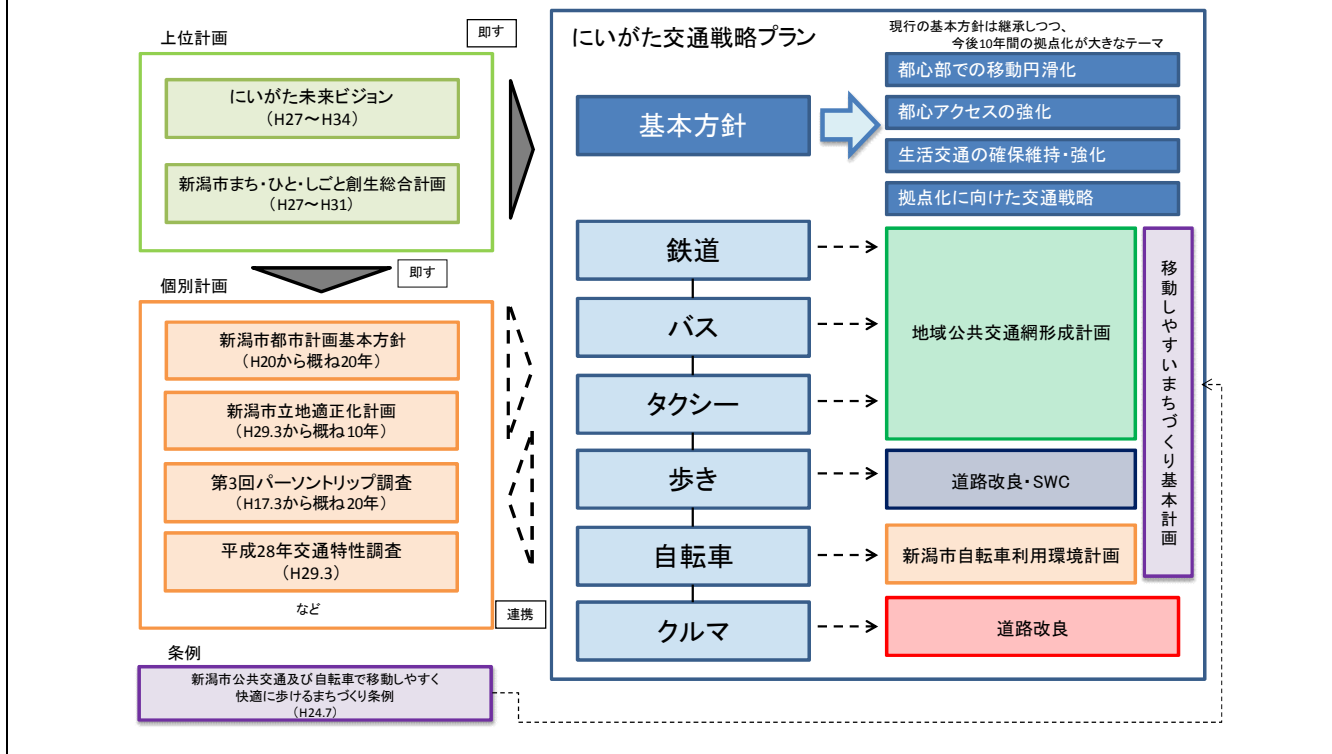 上位計画
即す
にいがた未来ビジョン
（H27～H34）
新潟市まち・ひと・しごと創生総合計画
（H27～H31）
即す
個別計画
新潟市都市計画基本方針
（H20から概ね20年）
新潟市立地適正化計画
（H29.3から概ね10年）
第3回パーソントリップ調査
（H17.3から概ね20年）
平成28年交通特性調査
（H29.3）
など
連携
条例
新潟市公共交通及び自転車で移動しやすく
快適に歩けるまちづくり条例
（H24.7）
にいがた交通戦略プラン
現行の基本方針は継承しつつ、
今後10年間の拠点化が大きなテーマ
基本方針
都心部での移動円滑化
都心アクセスの強化
生活交通の確保維持・強化
拠点化に向けた交通戦略
鉄道
バス
タクシー
歩き
自転車
クルマ
地域公共交通網形成計画
道路改良・SWC
新潟市自転車利用環境計画
道路改良
移動しやすいまちづくり基本計画